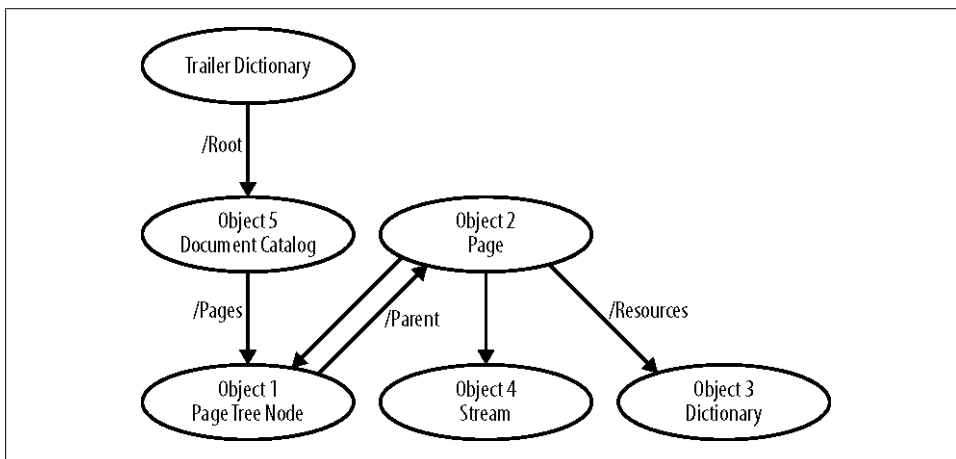 Trailer Dictionary
/Root
Object 5
Document Catalog
Object 2
Page
/Pages
/Parent
/Resources
Object 1
Page Tree Node
Object 4
Stream
Object 3
Dictionary